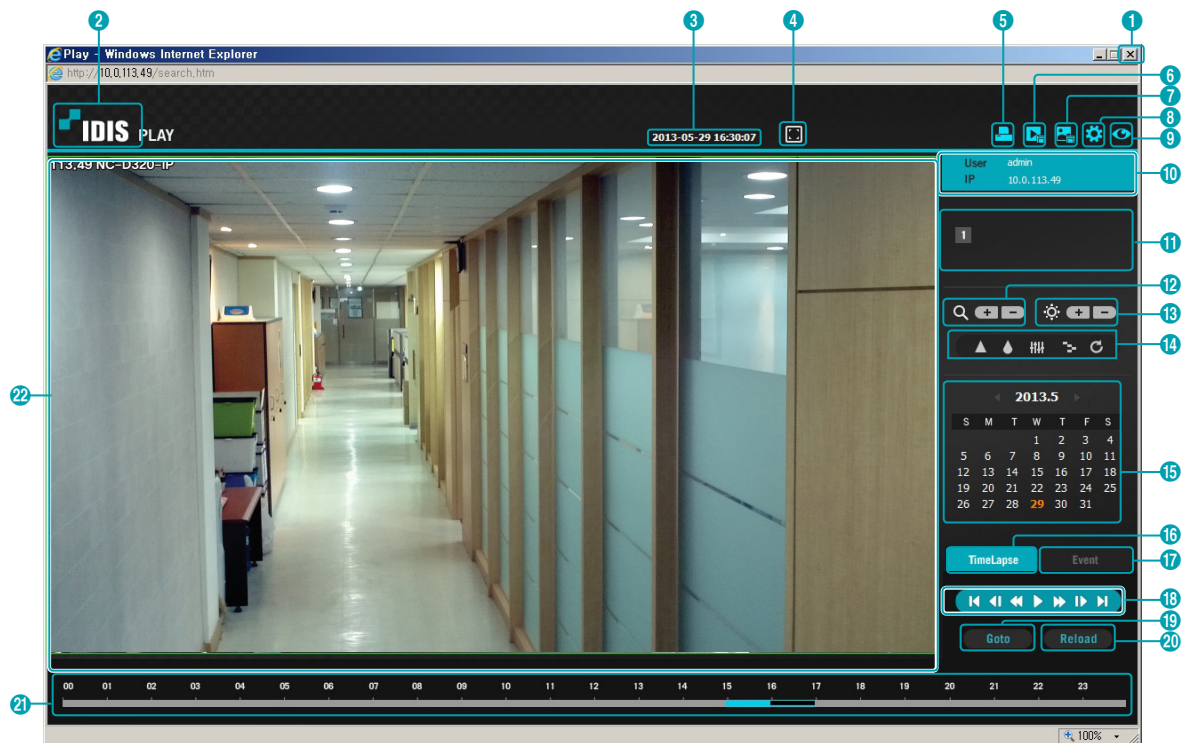 2
3
4
5
1
Play - Windows Internet Explorer
http://10,0,113,49/search,htm
6
7
8
9
IDIS PLAY
2013-05-29 16:30:07
113,49 NC-D320-IP
User admin
IP 10.0.113.49
10
1
11
12
13
14
2013.5
S M T W T F S
1 2 3 4
5 6 7 8 9 10 11
12 13 14 15 16 17 18
19 20 21 22 23 24 25
26 27 28 29 30 31
15
22
16
TimeLapse Event
17
18
19
Goto Reload
20
00 01 02 03 04 05 06 07 08 09 10 11 12 13 14 15 16 17 18 19 20 21 22 23
21
100%